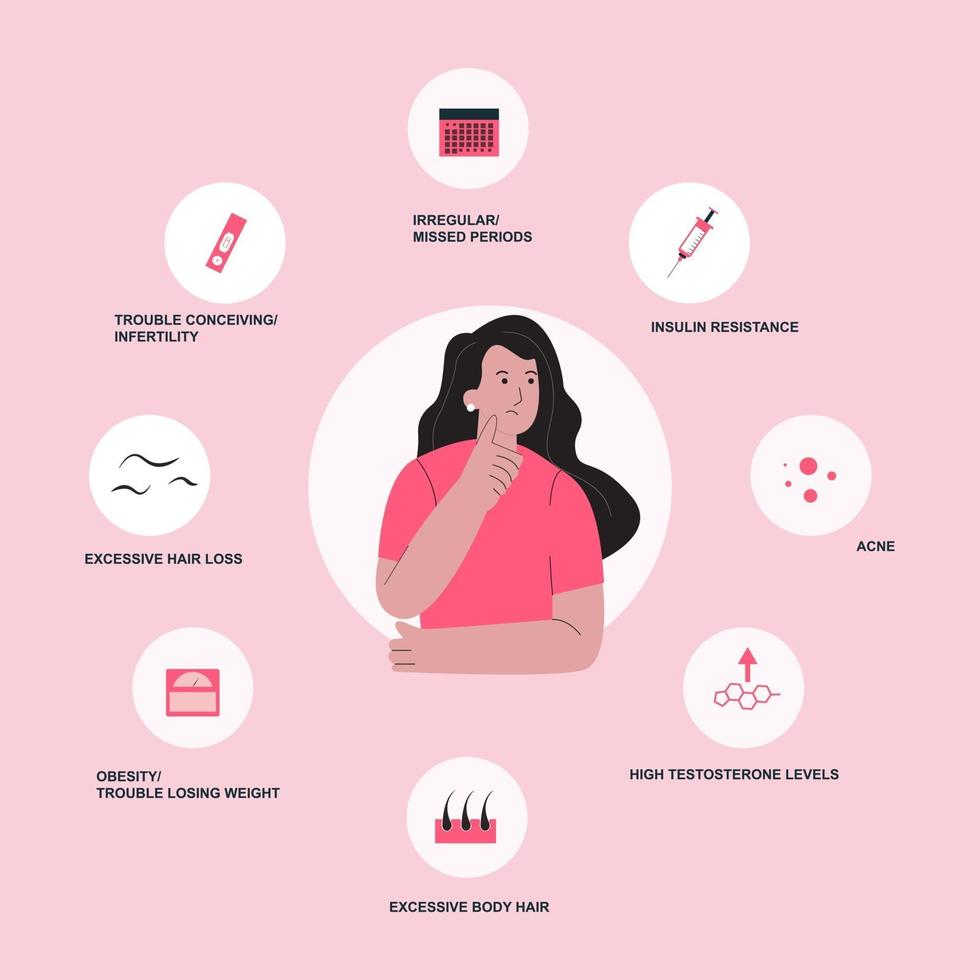 IRREGULAR/
MISSED PERIODS
TROUBLE CONCEIVING/
INFERTILITY
INSULIN RESISTANCE
EXCESSIVE HAIR LOSS
ACNE
OBESITY/
TROUBLE LOSING WEIGHT
HIGH TESTOSTERONE LEVELS
EXCESSIVE BODY HAIR